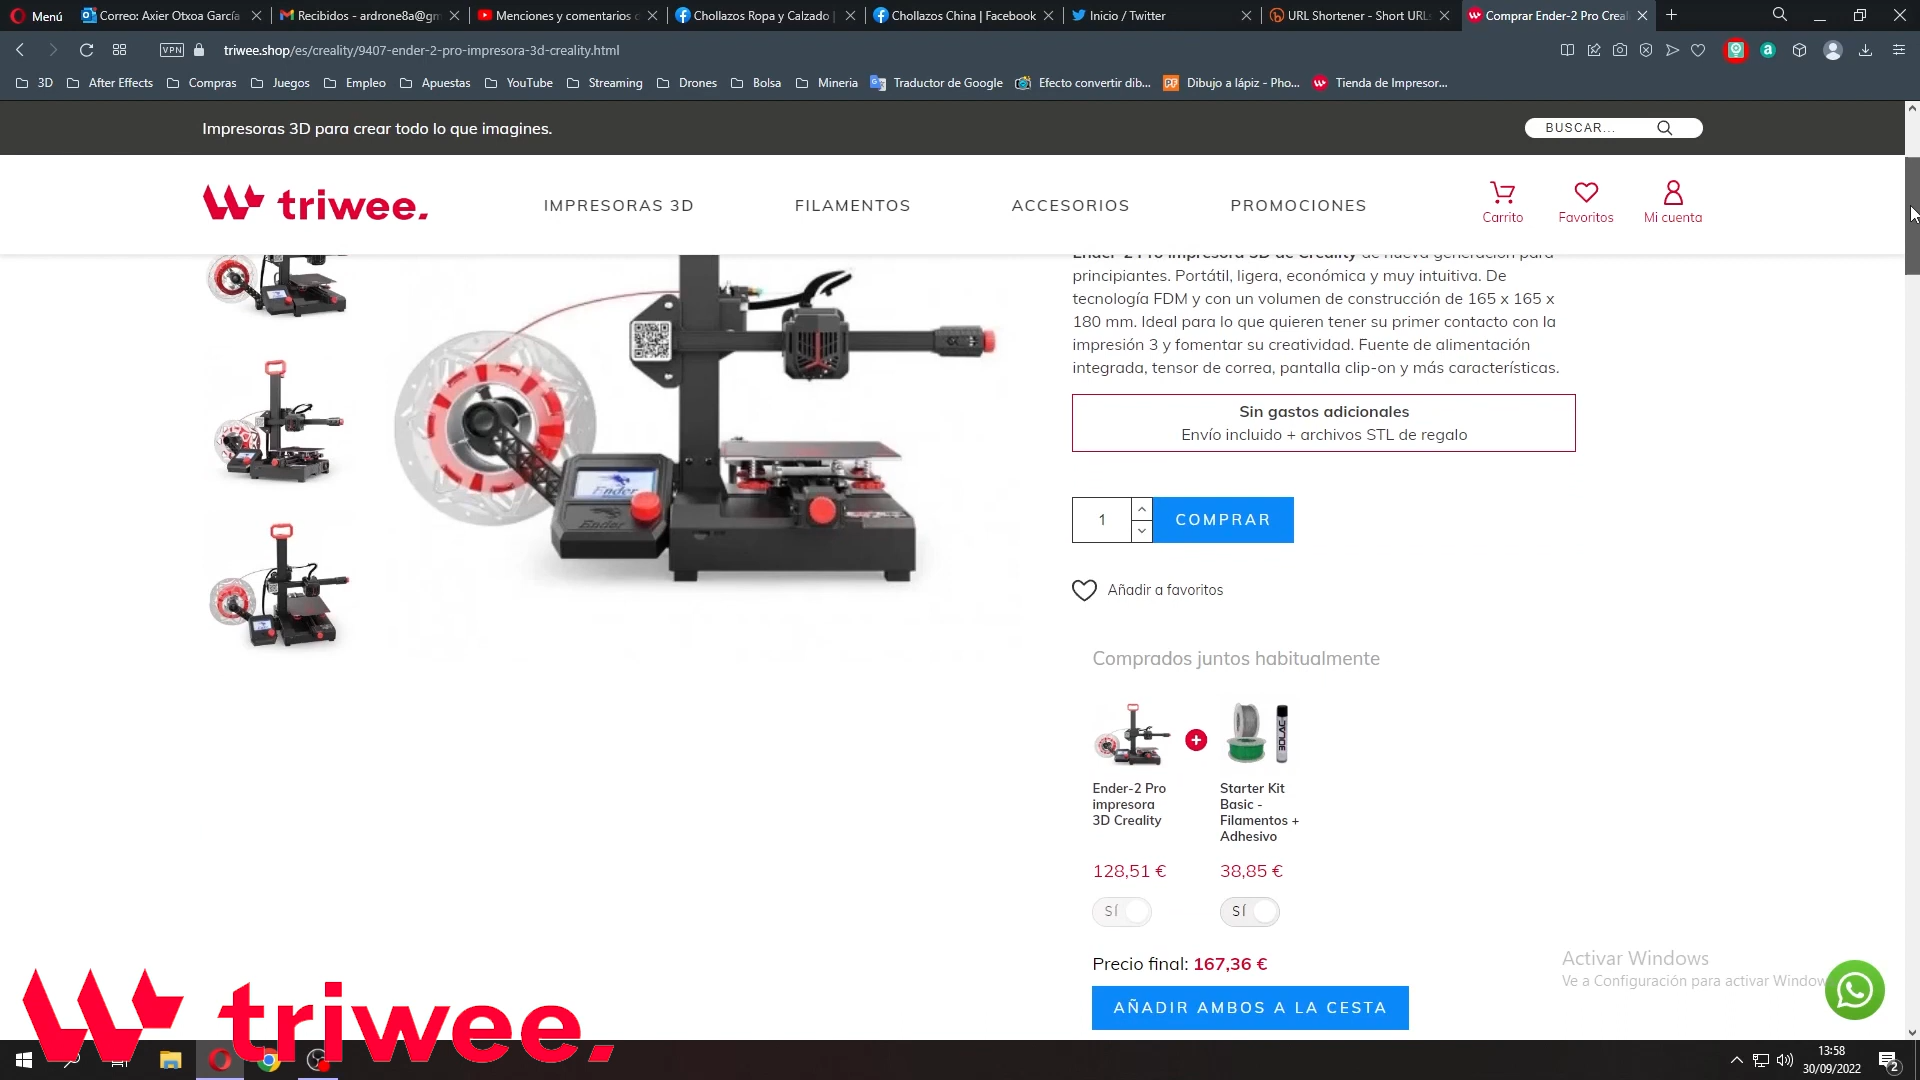 Menú
Correo: Axier Otxoa García
Recibidos - ardrone8a@gm
Menciones y comentarios
Chollazos Ropa y Calzado |
Chollazos China | Facebook
Inicio / Twitter
URL Shortener - Short URLs
Comprar Ender-2 Pro Creal
VPN
triwee.shop/es/creality/9407-ender-2-pro-impresora-3d-creality.html
3D
After Effects
Compras
Juegos
Empleo
Apuestas
YouTube
Streaming
Drones
Bolsa
Mineria
Traductor de Google
Efecto convertir dib...
Dibujo a lápiz - Pho...
Tienda de Impresor...
Impresoras 3D para crear todo lo que imagines.
BUSCAR...
triwee.
IMPRESORAS 3D
FILAMENTOS
ACCESORIOS
PROMOCIONES
Carrito
Favoritos
Mi cuenta
Ender-2 Pro impresora 3D de Creality de nueva generación para
principiantes. Portátil, ligera, económica y muy intuitiva. De
tecnología FDM y con un volumen de construcción de 165 x 165 x
180 mm. Ideal para lo que quieren tener su primer contacto con la
impresión 3 y fomentar su creatividad. Fuente de alimentación
integrada, tensor de correa, pantalla clip-on y más características.
Sin gastos adicionales
Envío incluido + archivos STL de regalo
1
COMPRAR
Añadir a favoritos
Ender
Ender
Comprados juntos habitualmente
3DLAC
Ender-2 Pro
impresora
3D Creality
Starter Kit
Basic -
Filamentos +
Adhesivo
128,51 €
38,85 €
SÍ
SÍ
Precio final: 167,36 €
AÑADIR AMBOS A LA CESTA
Activar Windows
Ve a Configuración para activar Window
triwee.
13:58
30/09/2022
2